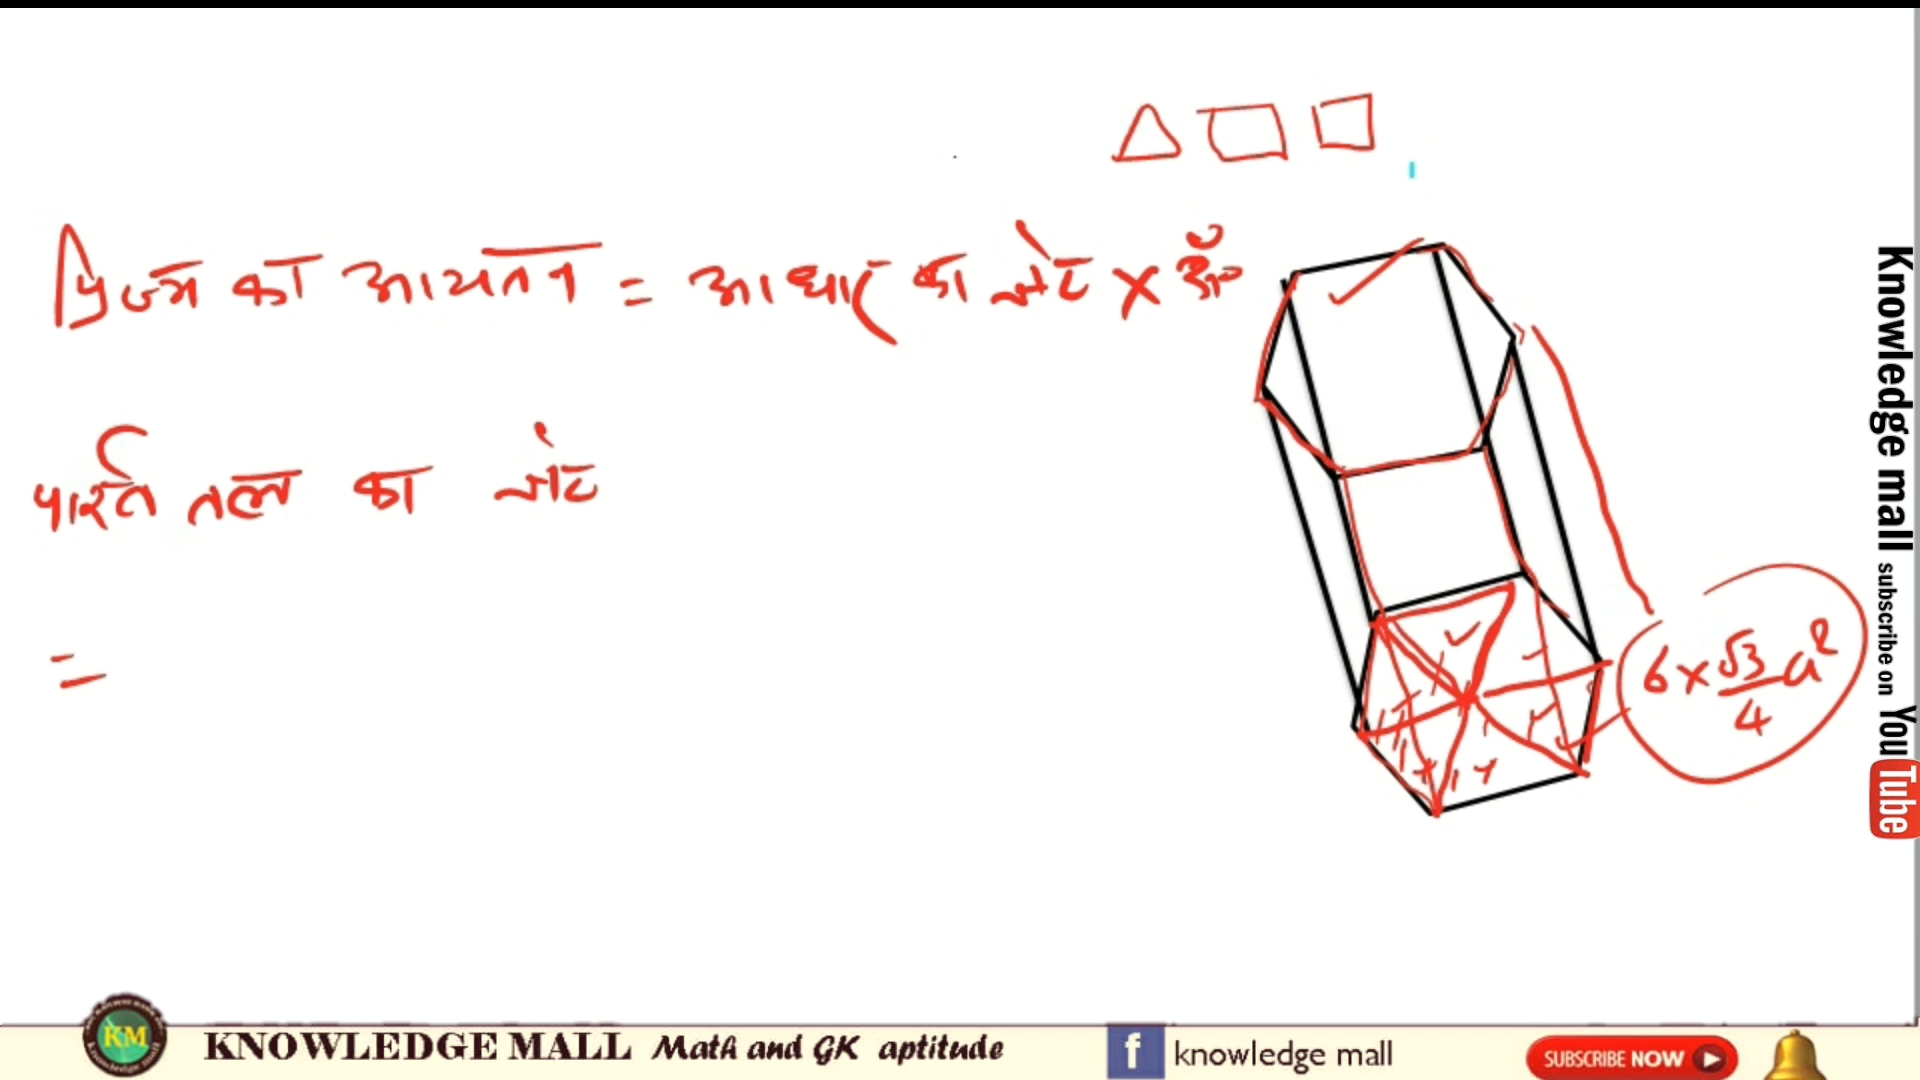 प्रिज्म का आयतन = आधार का क्षे० × ऊँ०
पार्श्व तल का क्षे०
=
6 × √3/4 a²
Knowledge mall subscribe on YouTube
KM
KNOWLEDGE MALL Math and GK aptitude
f knowledge mall
SUBSCRIBE NOW